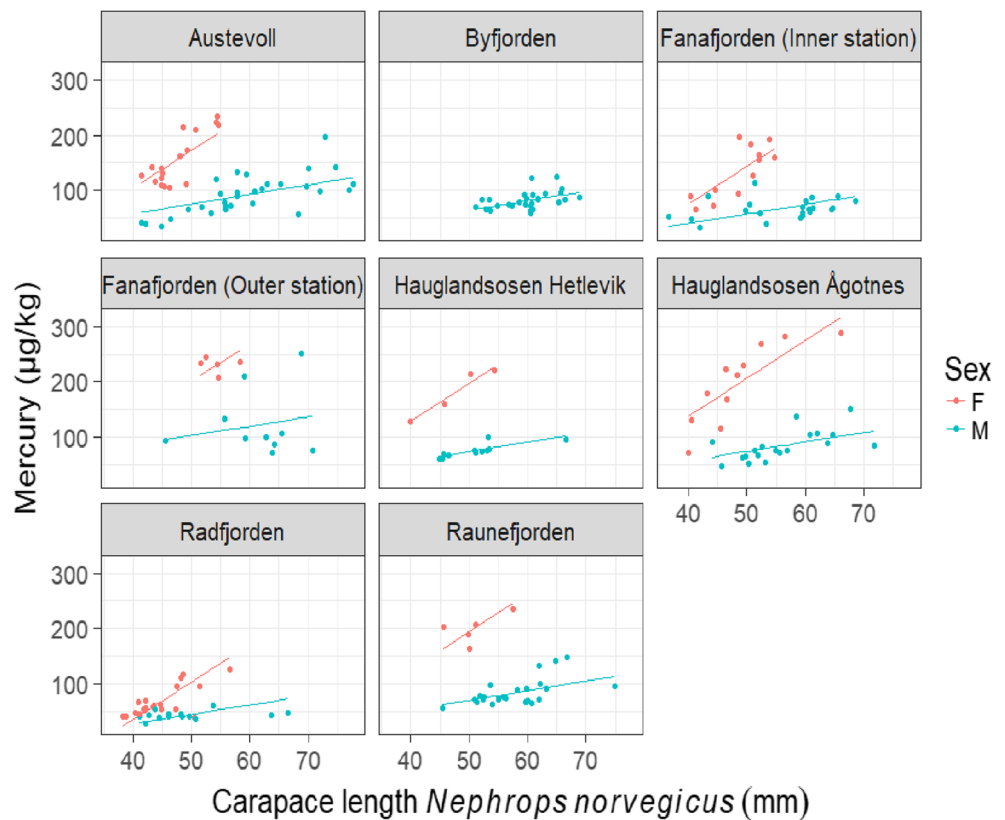 Austevoll
Byfjorden
Fanafjorden (Inner station)
300
200
100
Fanafjorden (Outer station)
Hauglandsosen Hetlevik
Hauglandsosen Ågotnes
300
200
100
40 50 60 70
Radfjorden
Raunefjorden
300
200
100
40 50 60 70
40 50 60 70
Mercury (µg/kg)
Carapace length Nephrops norvegicus (mm)
Sex
F
M